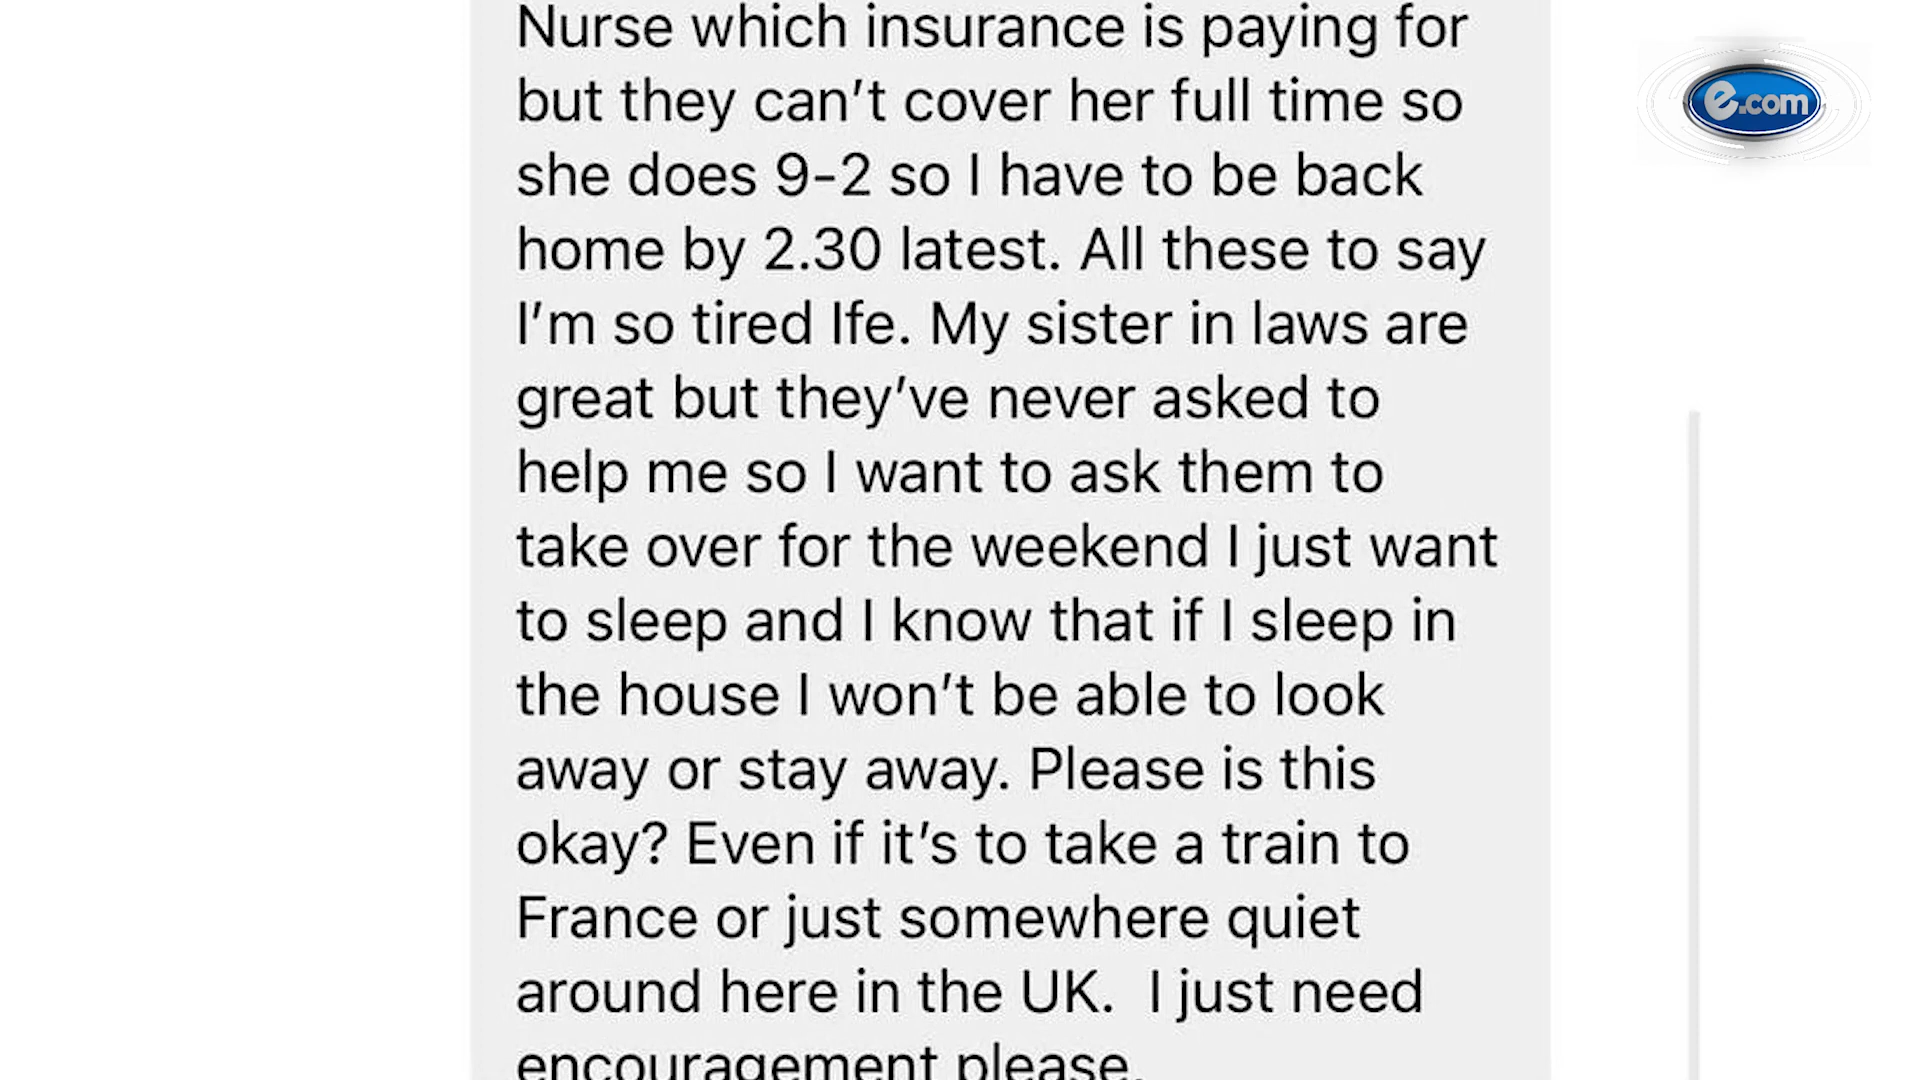 Nurse which insurance is paying for
but they can’t cover her full time so
she does 9-2 so I have to be back
home by 2.30 latest. All these to say
I’m so tired Ife. My sister in laws are
great but they’ve never asked to
help me so I want to ask them to
take over for the weekend I just want
to sleep and I know that if I sleep in
the house I won’t be able to look
away or stay away. Please is this
okay? Even if it’s to take a train to
France or just somewhere quiet
around here in the UK.  I just need
encouragement please.
e.com